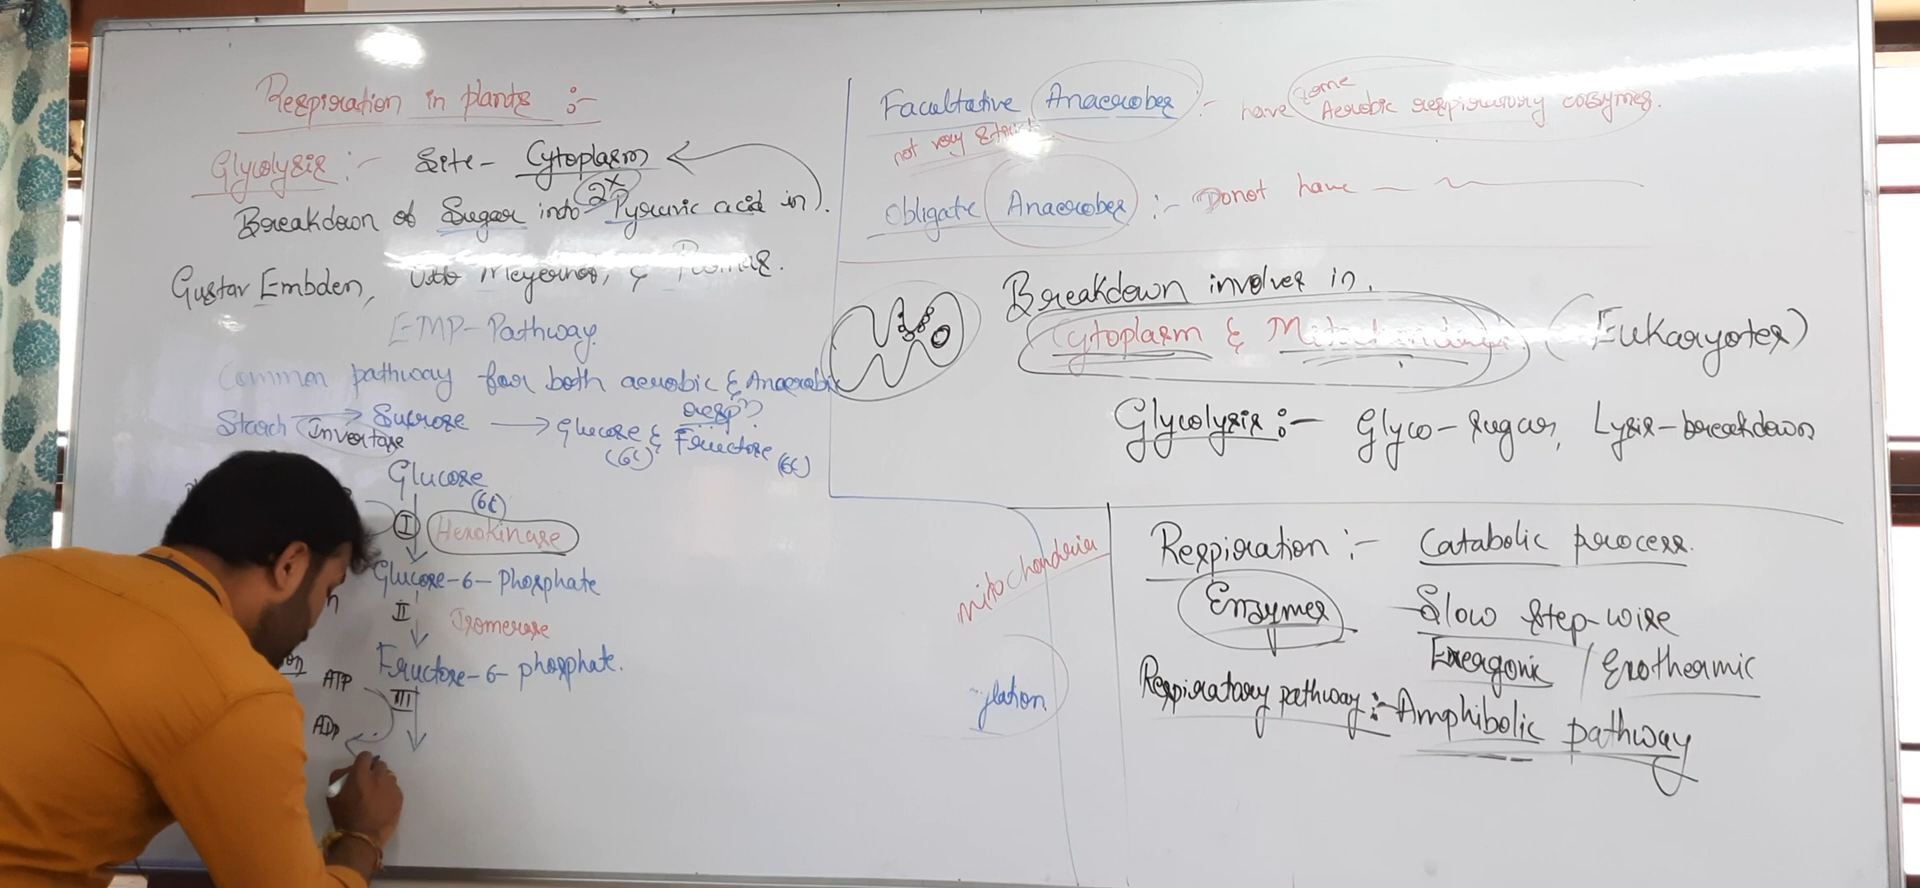 Respiration in plants :-
Glycolysis :- Site - Cytoplasm
2x
Breakdown of Sugar into Pyruvic acid in
Gustav Embden, Otto Meyerhof, &
EMP-Pathway
Common pathway for both aerobic & Anaerobic
resp?
Starch → Sucrose → Glucose & Fructose
Invertase (6C) (6C)
Glucose
(6C)
I Hexokinase
Glucose-6-Phosphate
II Isomerase
Fructose-6-phosphate.
ATP III
ADP
Facultative Anaerobes :- have some Aerobic respiratory enzymes.
not very
Obligate Anaerobes :- Donot have
Breakdown involves in.
Cytoplasm & Mitochondria (Eukaryotes)
Glycolysis :- Glyco-sugar, Lysis-breakdown
mitochondria
ylation
Respiration :- Catabolic process.
Enzymes Slow Step-wise
Exergonic / Exothermic
Respiratory pathway :- Amphibolic pathway